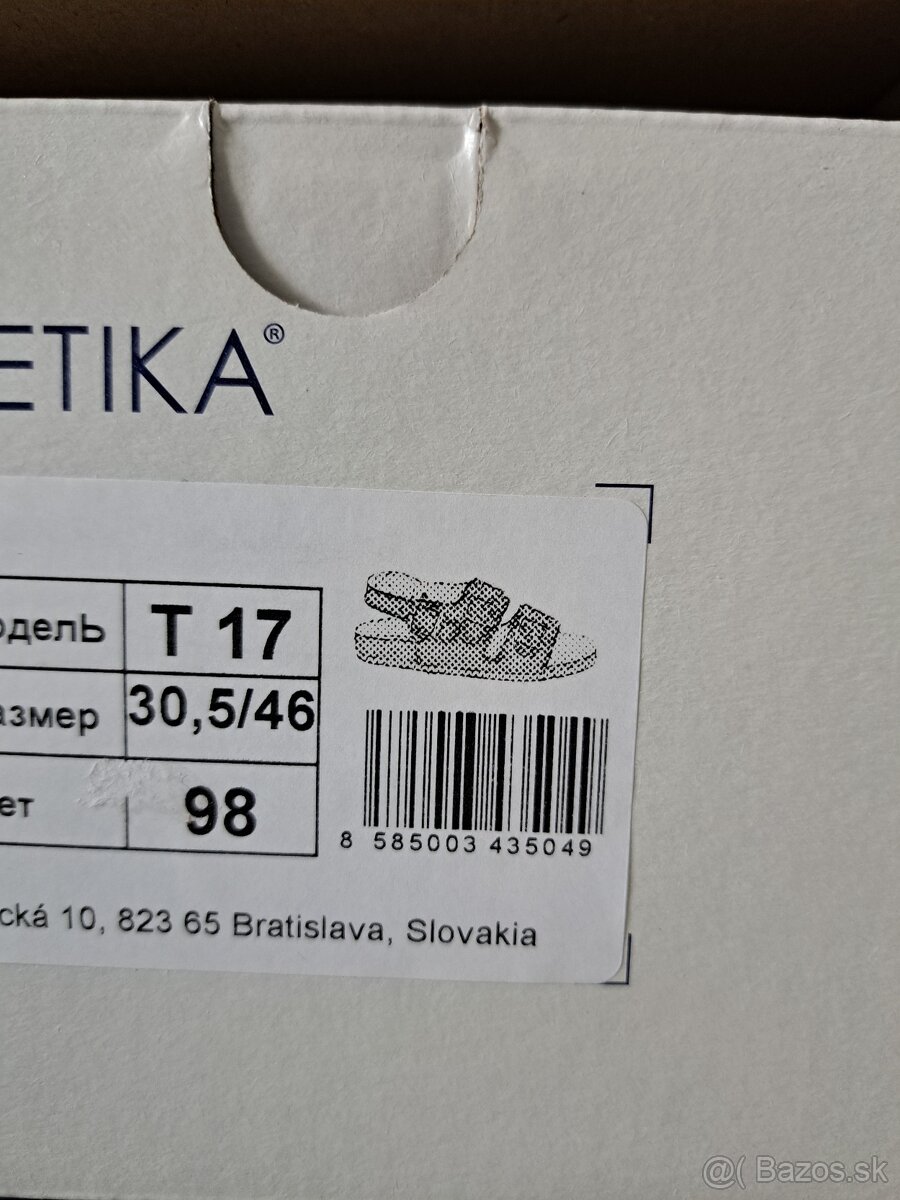 ETIKA®
одель T 17
азмер 30,5/46
ет 98
8 585003 435049
cká 10, 823 65 Bratislava, Slovakia
@( Bazos.sk